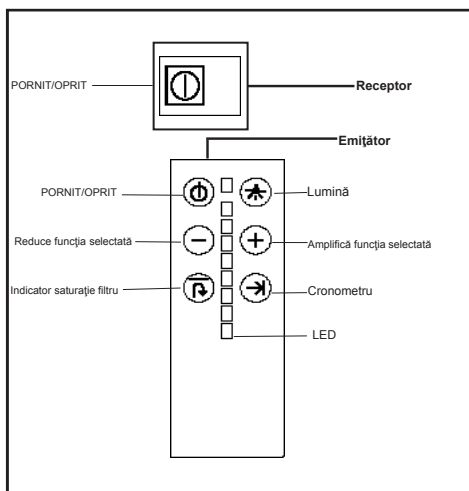 PORNIT/OPRIT
Receptor
Emiţător
PORNIT/OPRIT
Lumină
Reduce funcţia selectată
Amplifică funcţia selectată
Indicator saturaţie filtru
Cronometru
LED